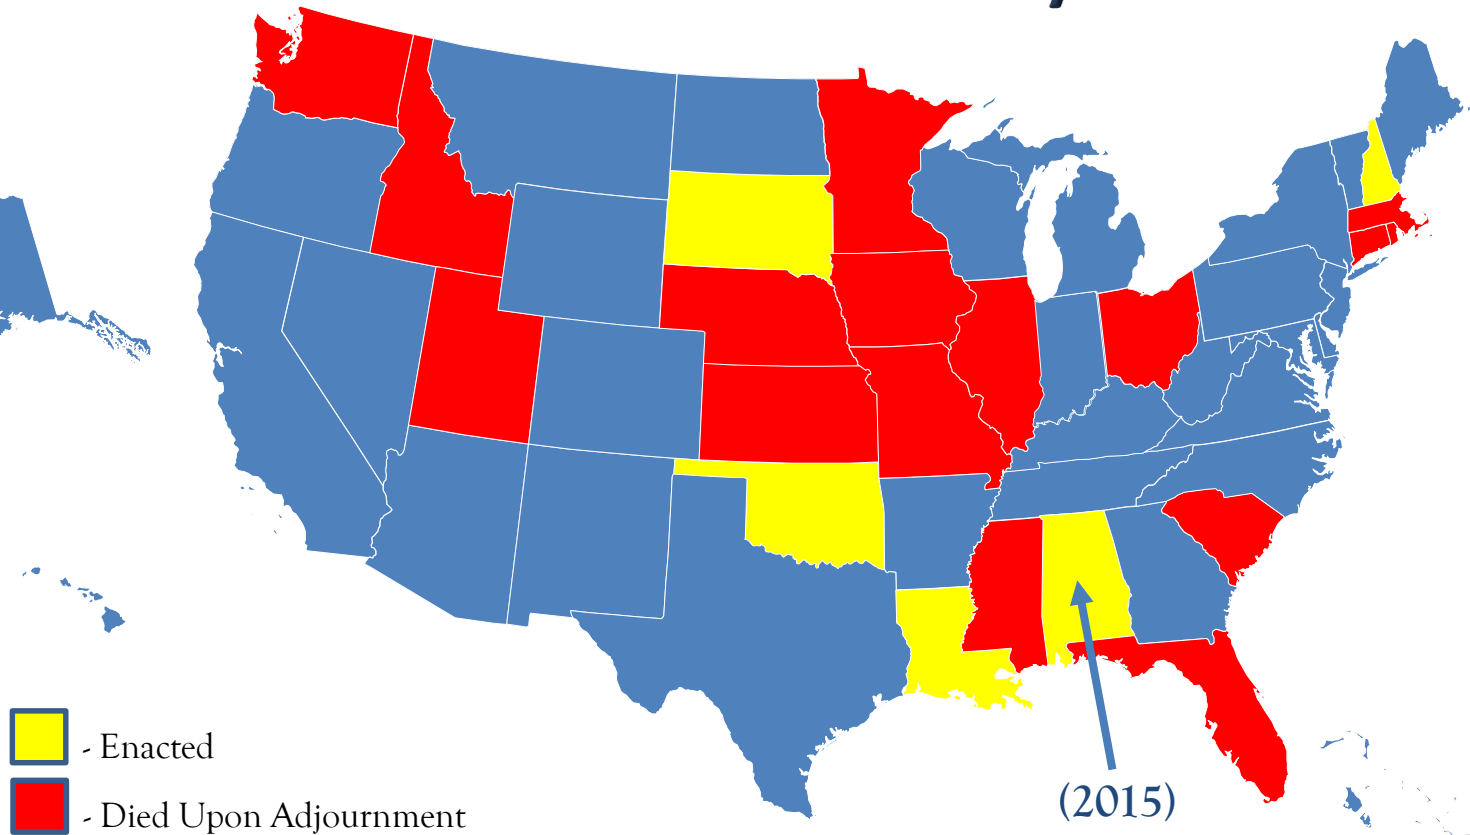 (2015)
- Enacted
- Died Upon Adjournment